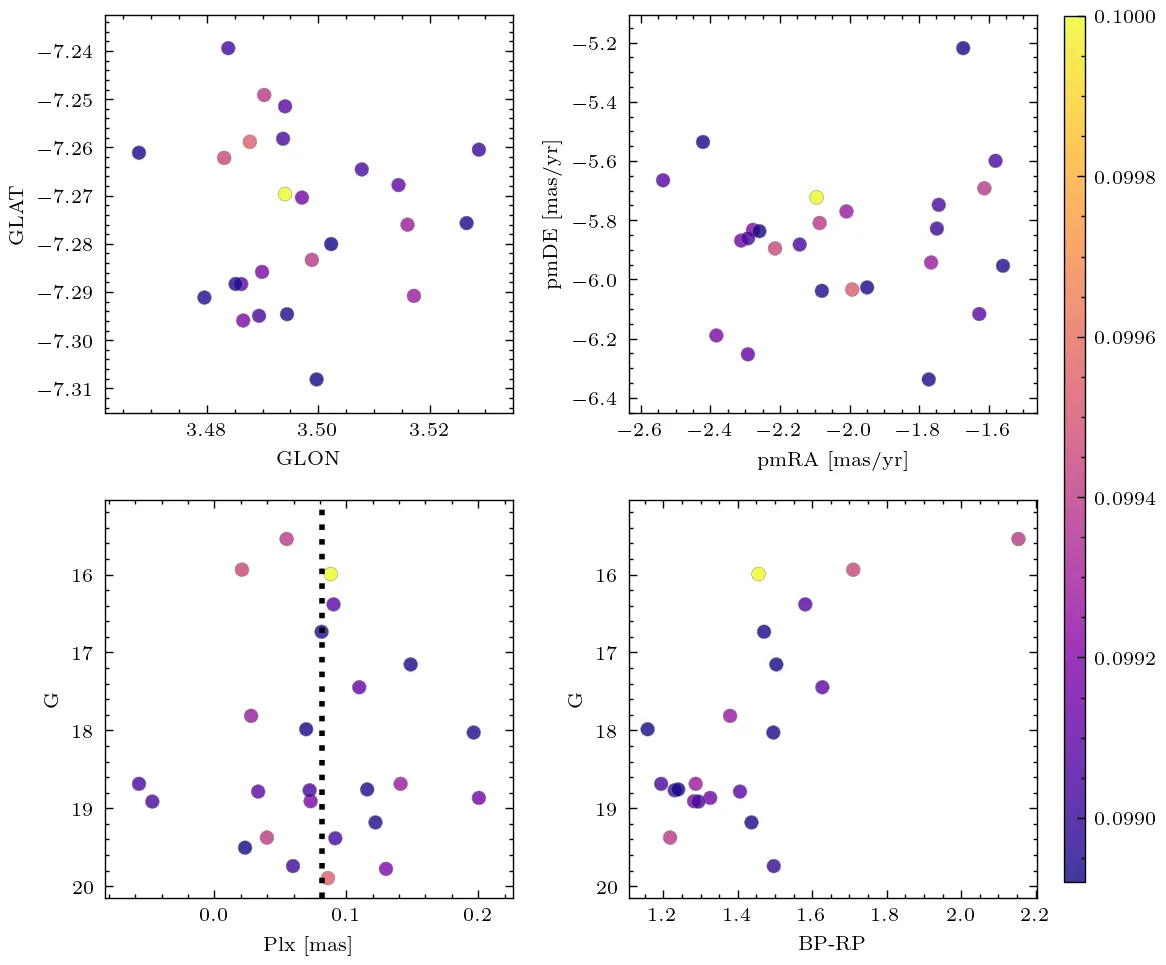 −7.24
−7.25
−7.26
−7.27
−7.28
−7.29
−7.30
−7.31
GLAT
3.48 3.50 3.52
GLON
−5.2
−5.4
−5.6
−5.8
−6.0
−6.2
−6.4
pmDE [mas/yr]
−2.6 −2.4 −2.2 −2.0 −1.8 −1.6
pmRA [mas/yr]
16
17
18
19
20
G
0.0 0.1 0.2
Plx [mas]
16
17
18
19
20
G
1.2 1.4 1.6 1.8 2.0 2.2
BP-RP
0.1000
0.0998
0.0996
0.0994
0.0992
0.0990